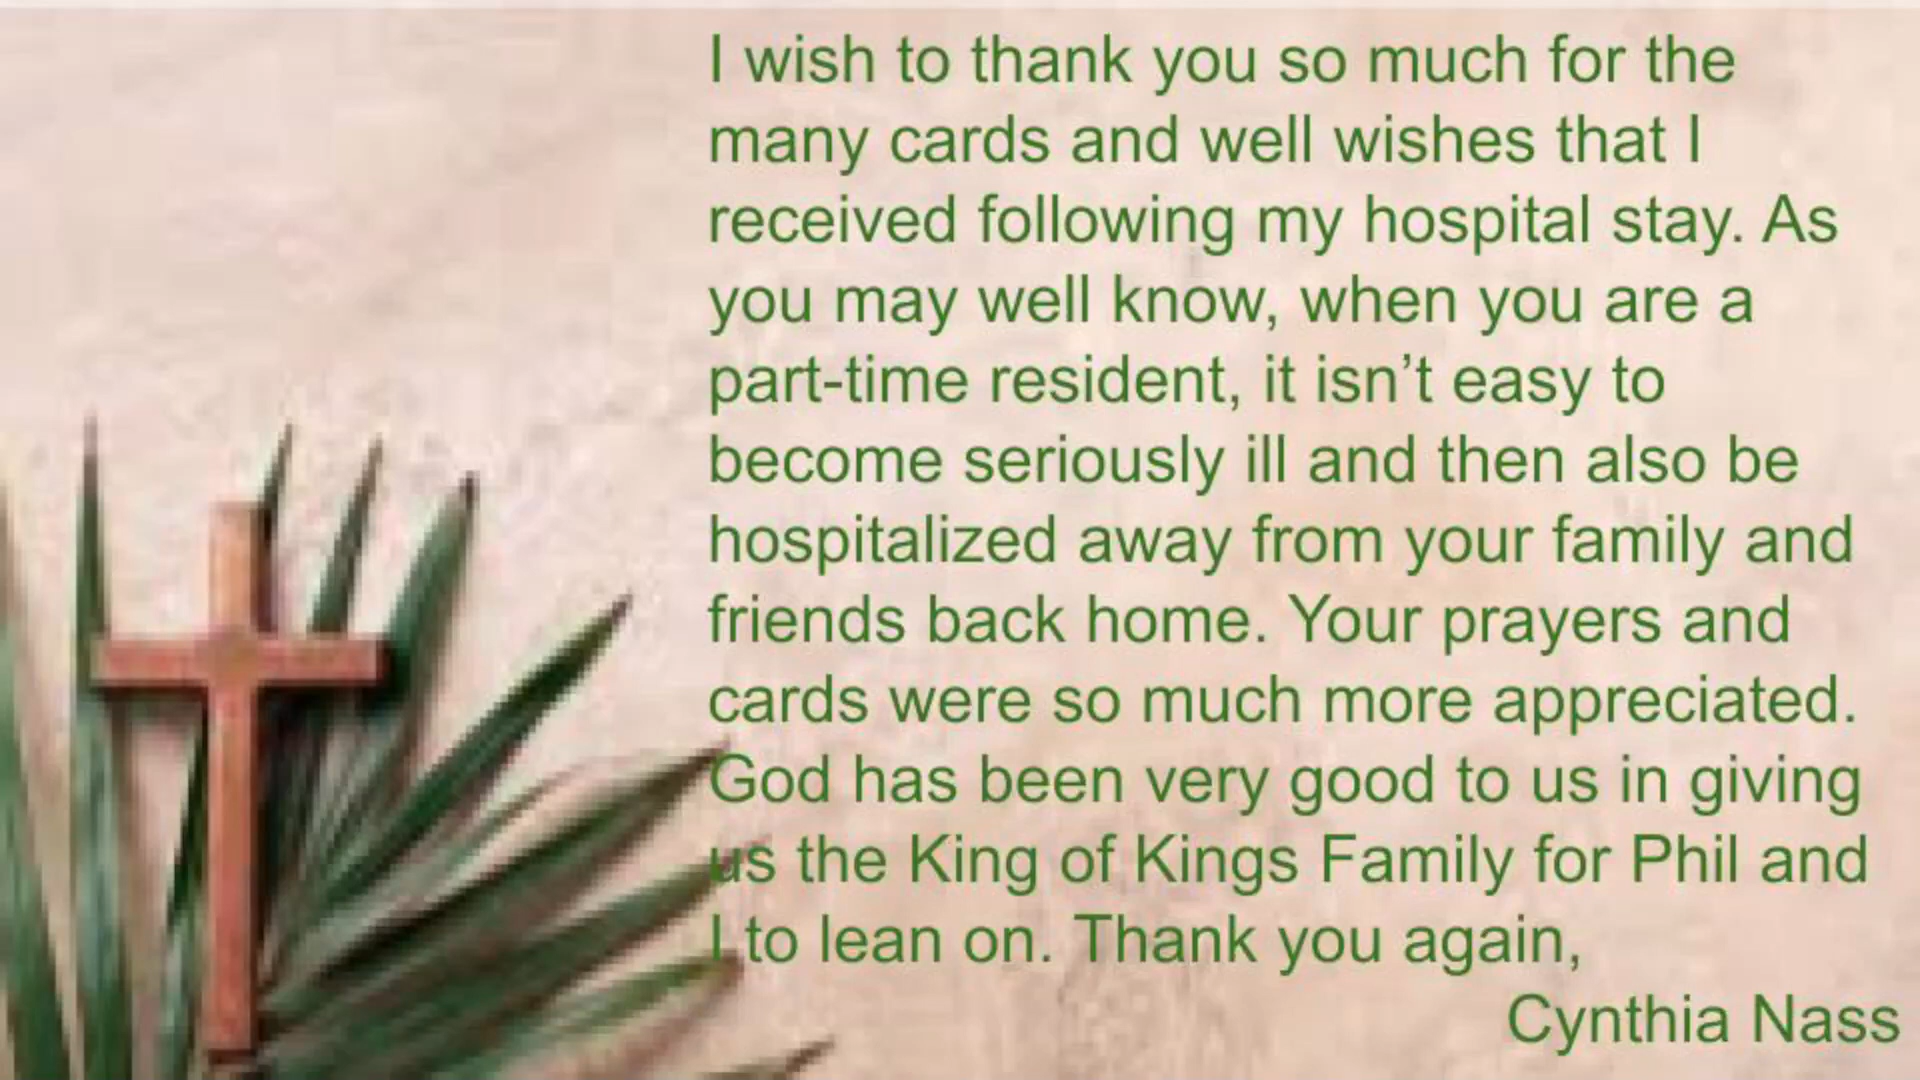 I wish to thank you so much for the
many cards and well wishes that I
received following my hospital stay. As
you may well know, when you are a
part-time resident, it isn’t easy to
become seriously ill and then also be
hospitalized away from your family and
friends back home. Your prayers and
cards were so much more appreciated.
God has been very good to us in giving
us the King of Kings Family for Phil and
I to lean on. Thank you again,
Cynthia Nass